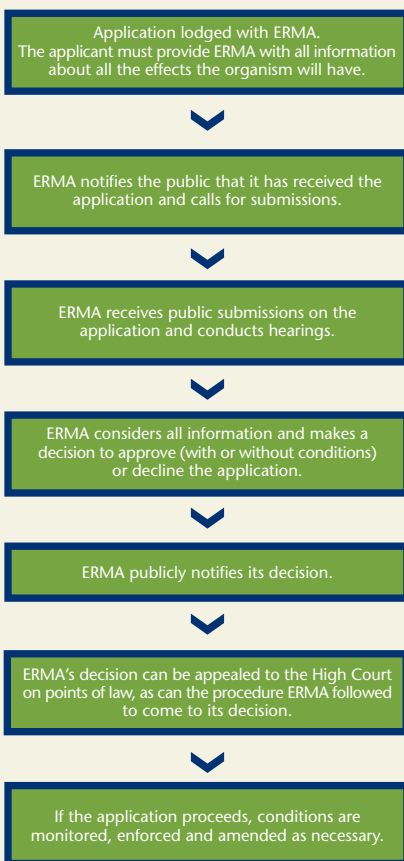 Application lodged with ERMA.
The applicant must provide ERMA with all information
about all the effects the organism will have.
ERMA notifies the public that it has received the
application and calls for submissions.
ERMA receives public submissions on the
application and conducts hearings.
ERMA considers all information and makes a
decision to approve (with or without conditions)
or decline the application.
ERMA publicly notifies its decision.
ERMA's decision can be appealed to the High Court
on points of law, as can the procedure ERMA followed
to come to its decision.
If the application proceeds, conditions are
monitored, enforced and amended as necessary.